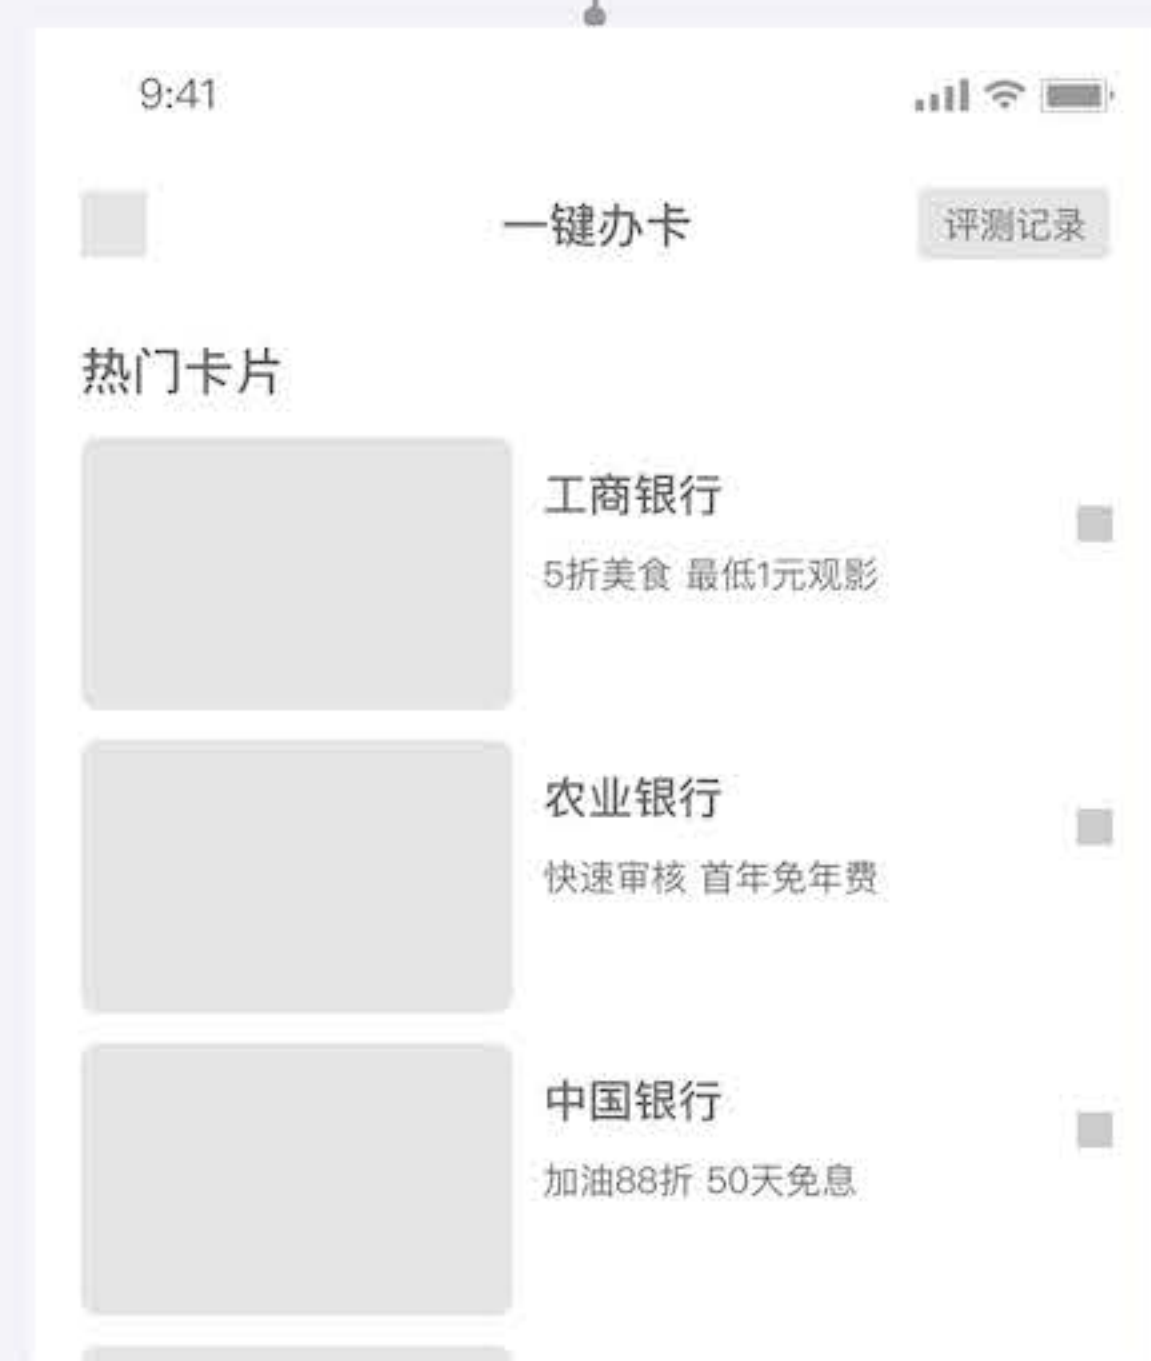 9:41
一键办卡
评测记录
热门卡片
工商银行
5折美食 最低1元观影
农业银行
快速审核 首年免年费
中国银行
加油88折 50天免息